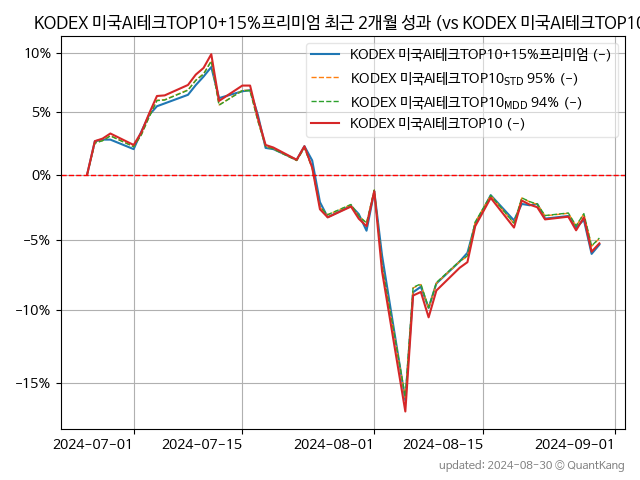 KODEX 미국AI테크TOP10+15%프리미엄 최근 2개월 성과 (vs KODEX 미국AI테크TOP10
10%
5%
0%
−5%
−10%
−15%
KODEX 미국AI테크TOP10+15%프리미엄 (−)
KODEX 미국AI테크TOP10STD 95% (−)
KODEX 미국AI테크TOP10MDD 94% (−)
KODEX 미국AI테크TOP10 (−)
2024-07-01
2024-07-15
2024-08-01
2024-08-15
2024-09-01
updated: 2024-08-30 © QuantKang